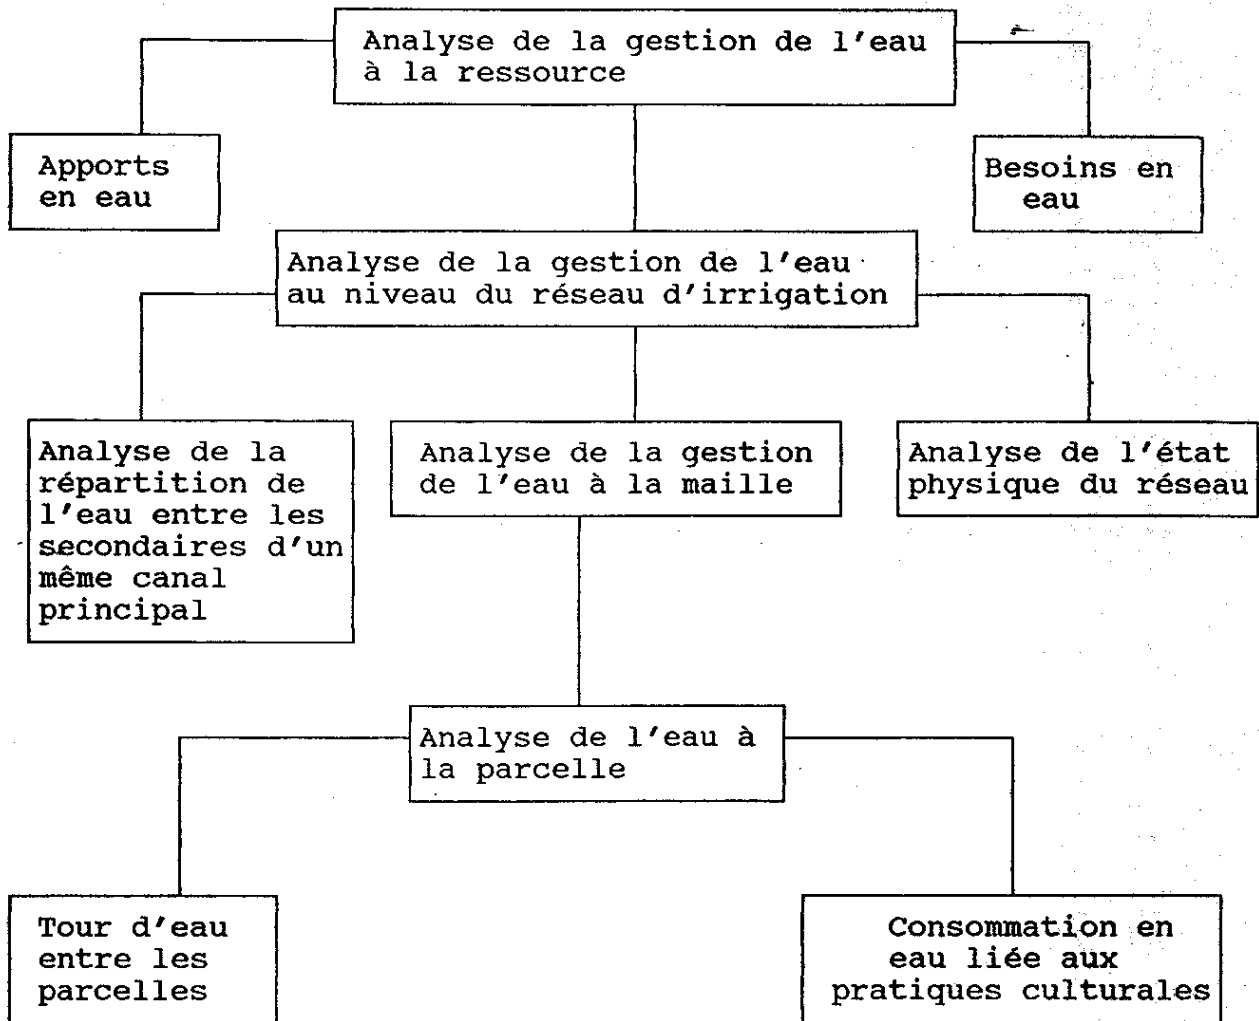 Analyse de la gestion de l'eau
à la ressource
Apports
en eau
Besoins en
eau
Analyse de la gestion de l'eau
au niveau du réseau d'irrigation
Analyse de la
répartition de
l'eau entre les
secondaires d'un
même canal
principal
Analyse de la gestion
de l'eau à la maille
Analyse de l'état
physique du réseau
Analyse de l'eau à
la parcelle
Tour d'eau
entre les
parcelles
Consommation en
eau liée aux
pratiques culturales